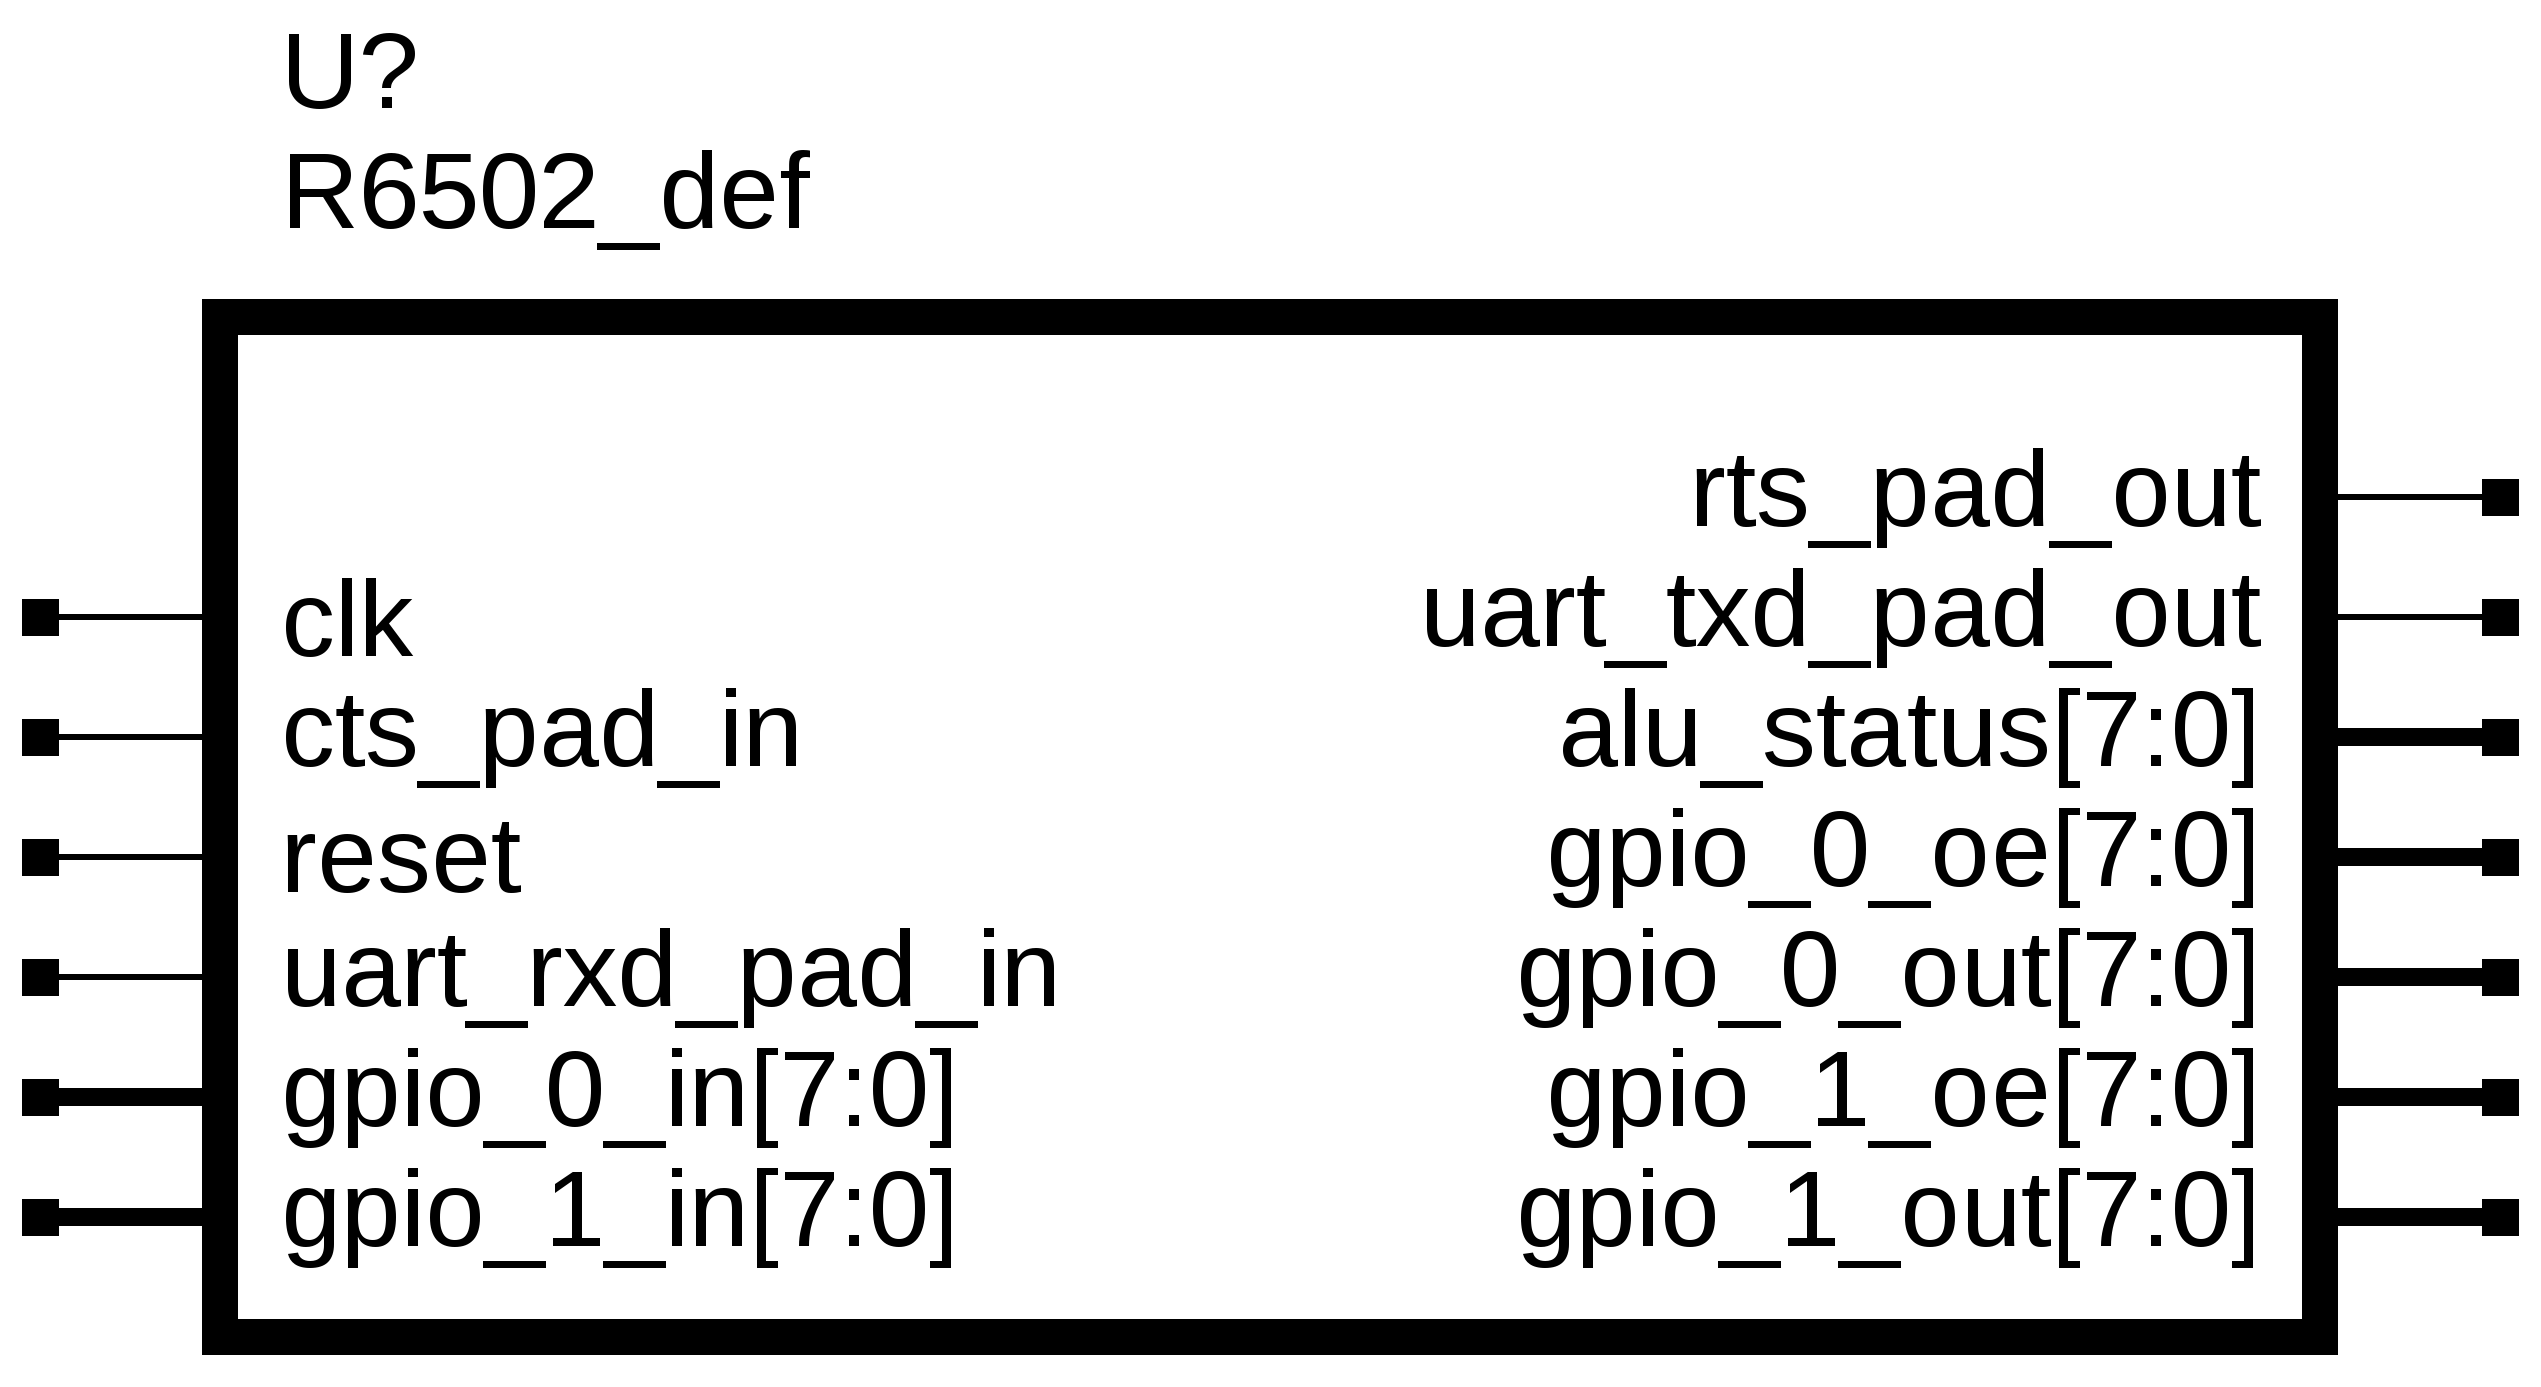 U?
R6502_def
rts_pad_out
clk
uart_txd_pad_out
cts_pad_in
alu_status[7:0]
reset
gpio_0_oe[7:0]
uart_rxd_pad_in
gpio_0_out[7:0]
gpio_0_in[7:0]
gpio_1_oe[7:0]
gpio_1_in[7:0]
gpio_1_out[7:0]